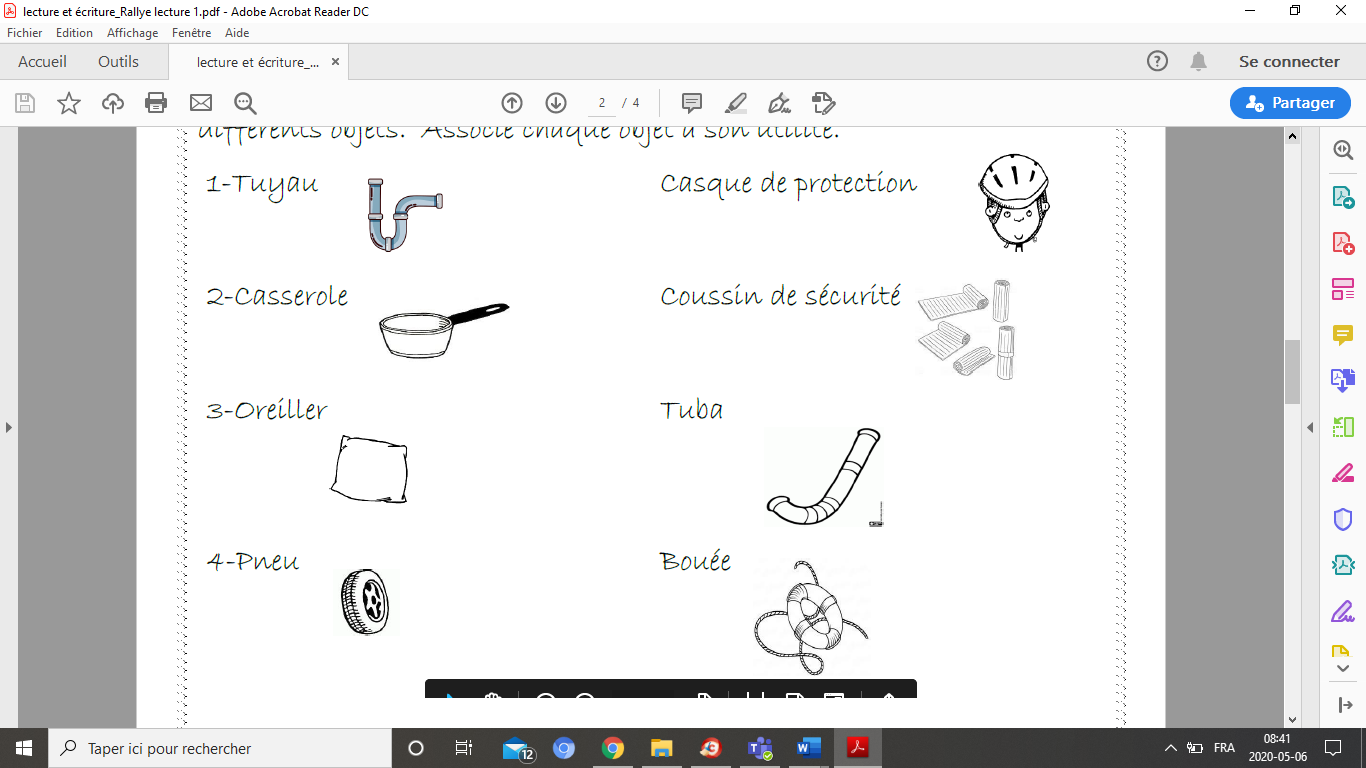 lecture et écriture_Rallye lecture 1.pdf - Adobe Acrobat Reader DC
Fichier Edition Affichage Fenêtre Aide
Accueil Outils lecture et écriture_... × Se connecter
2 / 4 Partager
différents objets. Associe chaque objet à son utilité.
1-Tuyau Casque de protection
2-Casserole Coussin de sécurité
3-Oreiller Tuba
4-Pneu Bouée
Taper ici pour rechercher 12 FRA 08:41
2020-05-06